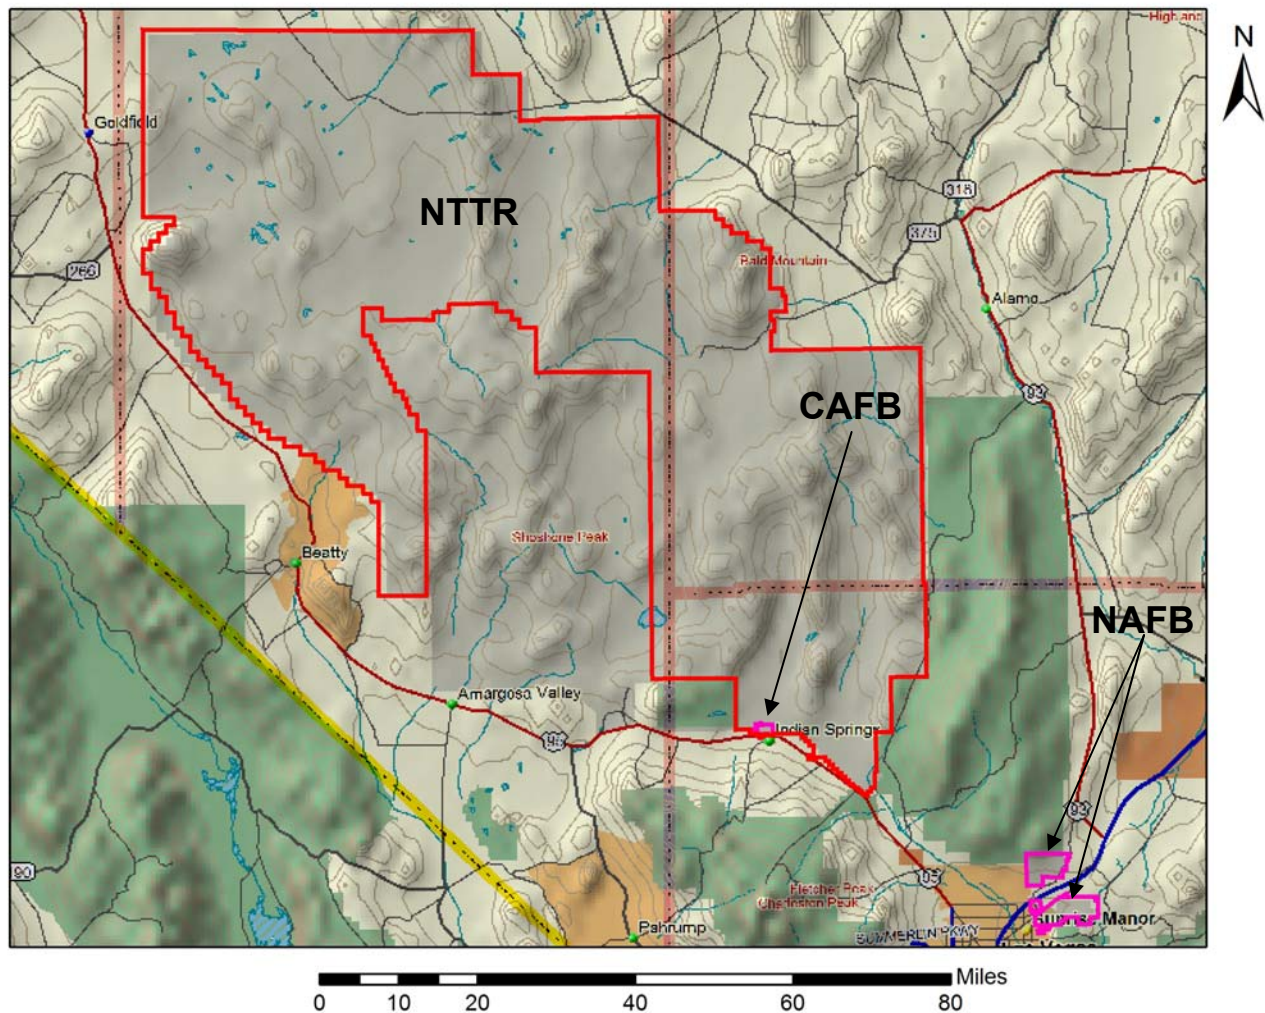 Highland
N
Goldfield
318
NTTR
375
Bald Mountain
266
Alamo
93
CAFB
Shoshone Peak
Beatty
NAFB
Amargosa Valley
95
Indian Springs
93
90
95
Fletcher Peak
Charleston Peak
Sunrise Manor
Pahrump
SUMMERLIN PKWY
Las Vegas
Miles
0 10 20 40 60 80